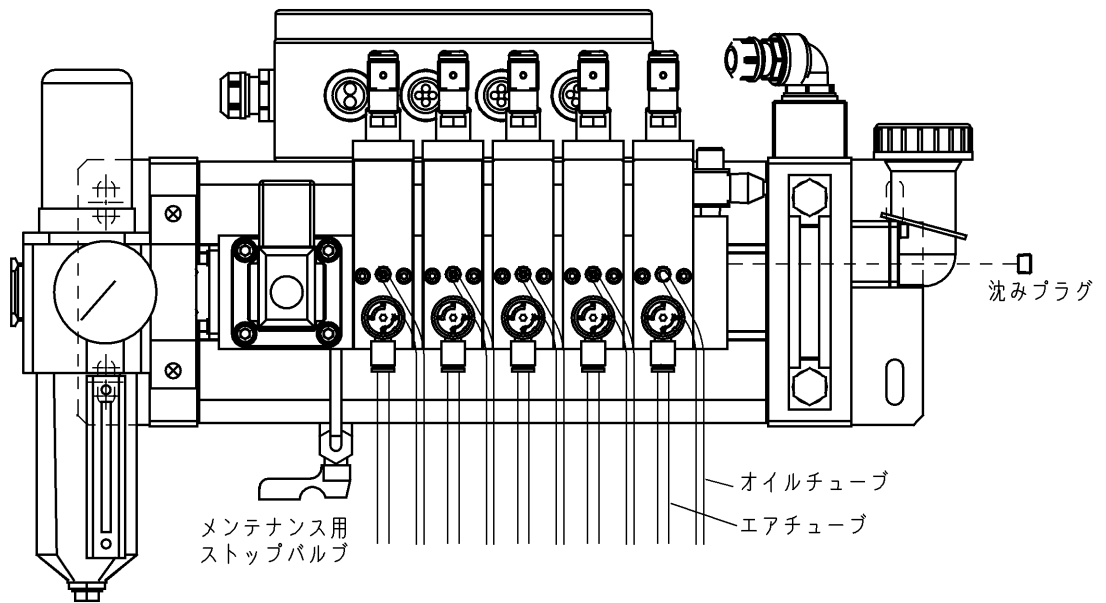 沈みプラグ
オイルチューブ
エアチューブ
メンテナンス用
ストップバルブ